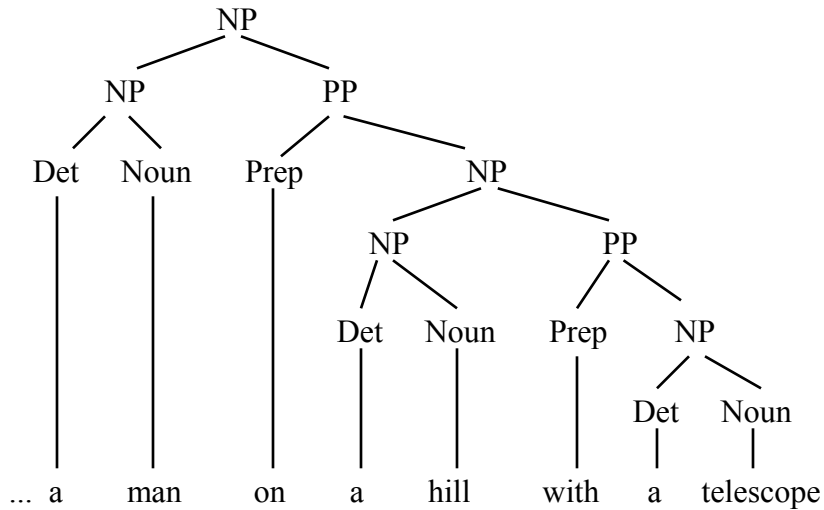 NP
NP PP
Det Noun Prep NP
NP PP
Det Noun Prep NP
Det Noun
... a man on a hill with a telescope